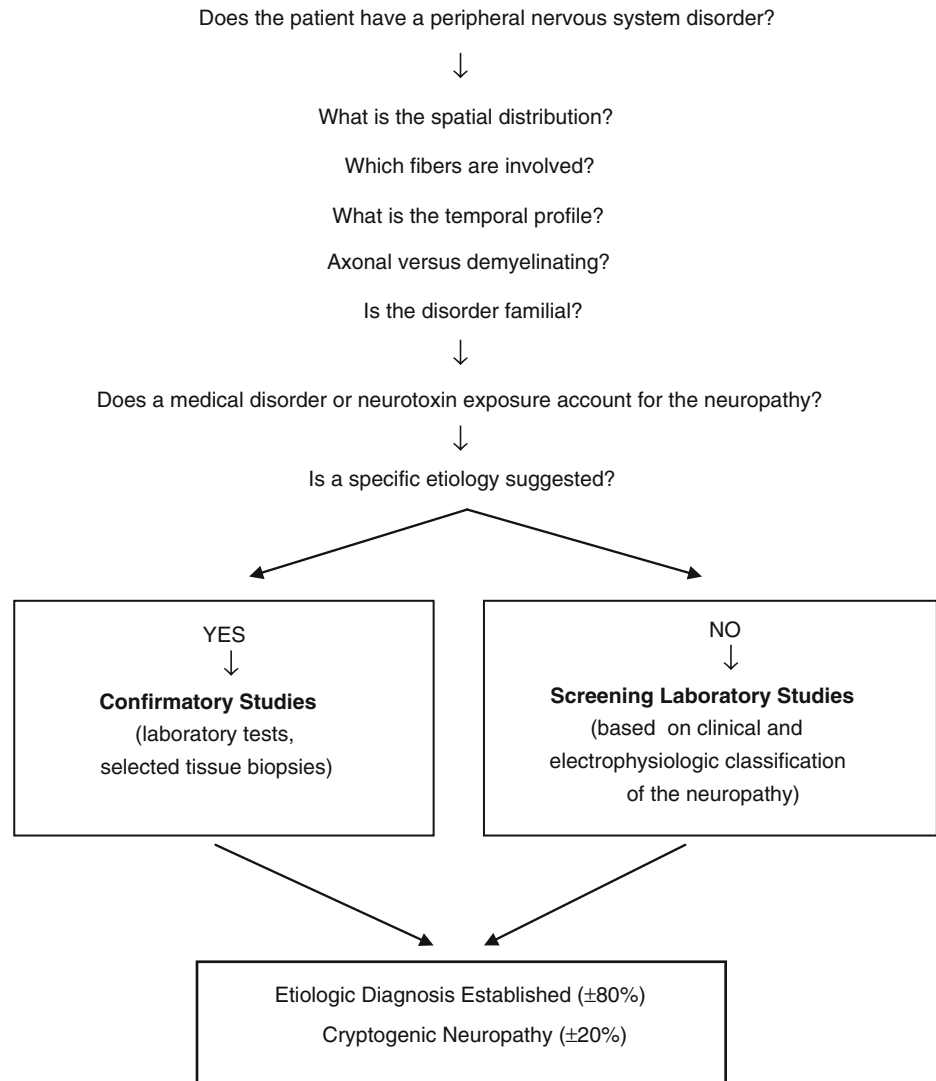 Does the patient have a peripheral nervous system disorder?
What is the spatial distribution?
Which fibers are involved?
What is the temporal profile?
Axonal versus demyelinating?
Is the disorder familial?
Does a medical disorder or neurotoxin exposure account for the neuropathy?
Is a specific etiology suggested?
YES
Confirmatory Studies
(laboratory tests,
selected tissue biopsies)
NO
Screening Laboratory Studies
(based on clinical and
electrophysiologic classification
of the neuropathy)
Etiologic Diagnosis Established (±80%)
Cryptogenic Neuropathy (±20%)